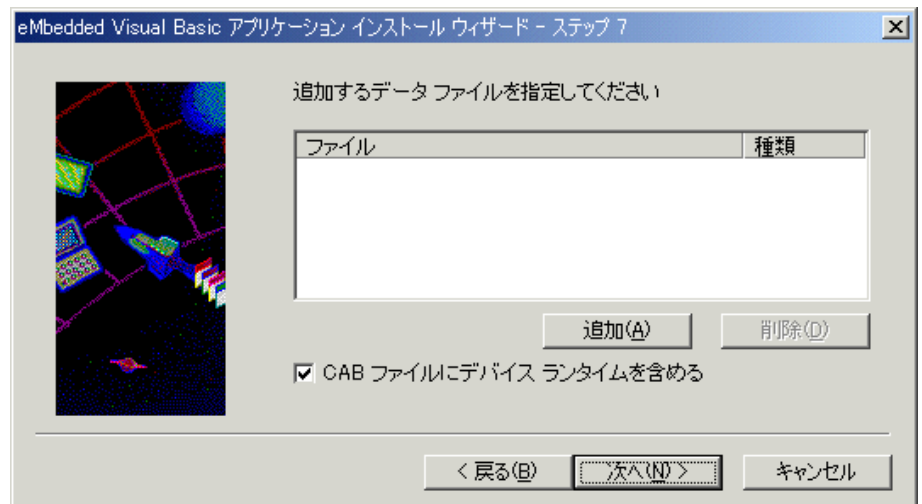 eMbedded Visual Basic アプリケーション インストール ウィザード - ステップ 7
追加するデータ ファイルを指定してください
ファイル 種類
追加(A) 削除(D)
CAB ファイルにデバイス ランタイムを含める
< 戻る(B) 次へ(N) > キャンセル